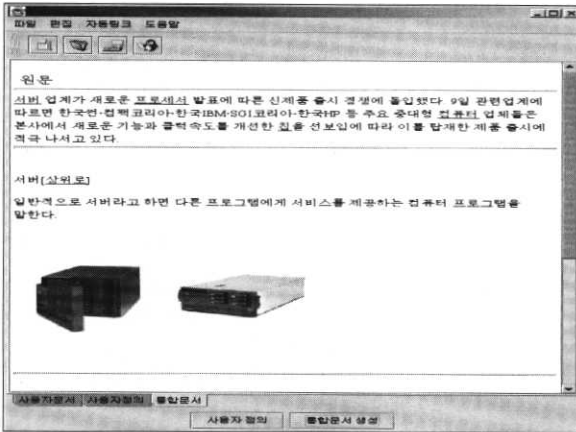 파일 편집 자동링크 도움말
원문
서버 업계가 새로운 프로세서 발표에 따른 신제품 출시 경쟁에 돌입했다. 9일 관련업계에
따르면 한국썬·컴팩코리아·한국IBM·SGI코리아·한국HP 등 주요 중대형 컴퓨터 업체들은
본사에서 새로운 기능과 클럭속도를 개선한 칩을 선보임에 따라 이를 탑재한 제품 출시에
적극 나서고 있다.
서버[상위로]
일반적으로 서버라고 하면 다른 프로그램에게 서비스를 제공하는 컴퓨터 프로그램을
말한다.
사용자문서 사용자정의 통합문서
사용자 정의 통합문서 생성